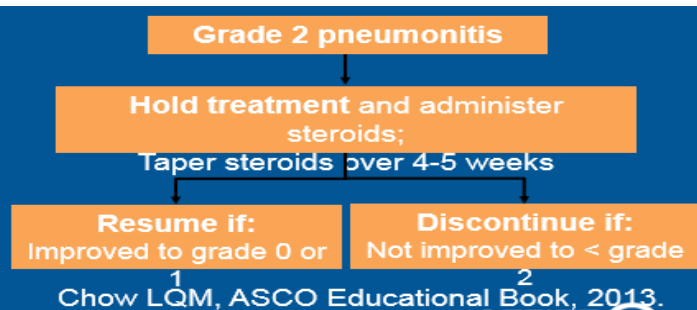 Grade 2 pneumonitis
Hold treatment and administer
steroids;
Taper steroids over 4-5 weeks
Resume if:
Improved to grade 0 or
1
Discontinue if:
Not improved to < grade
2
Chow LQM, ASCO Educational Book, 2013.